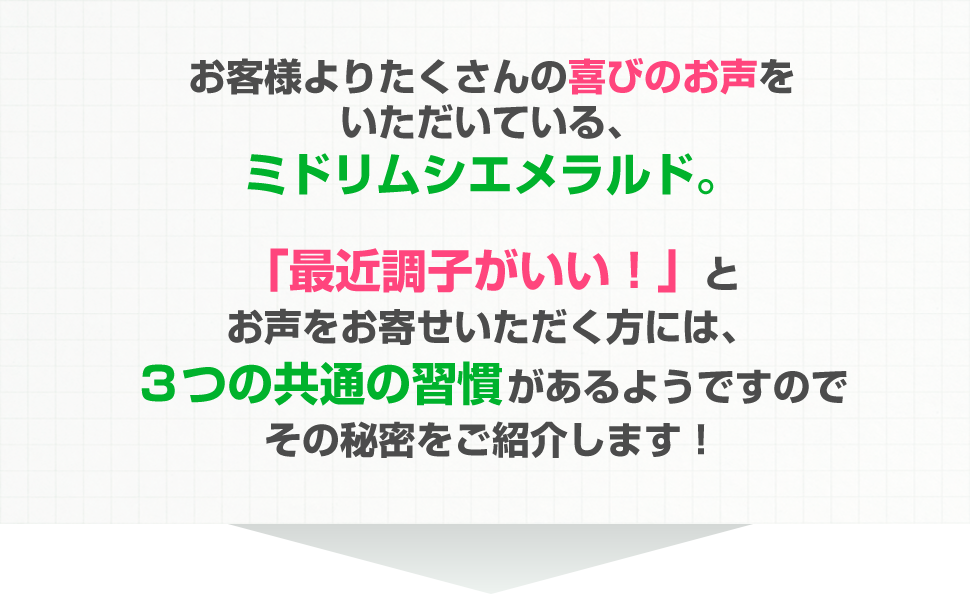 お客様よりたくさんの喜びのお声を
いただいている、
ミドリムシエメラルド。
「最近調子がいい！」と
お声をお寄せいただく方には、
３つの共通の習慣があるようですので
その秘密をご紹介します！